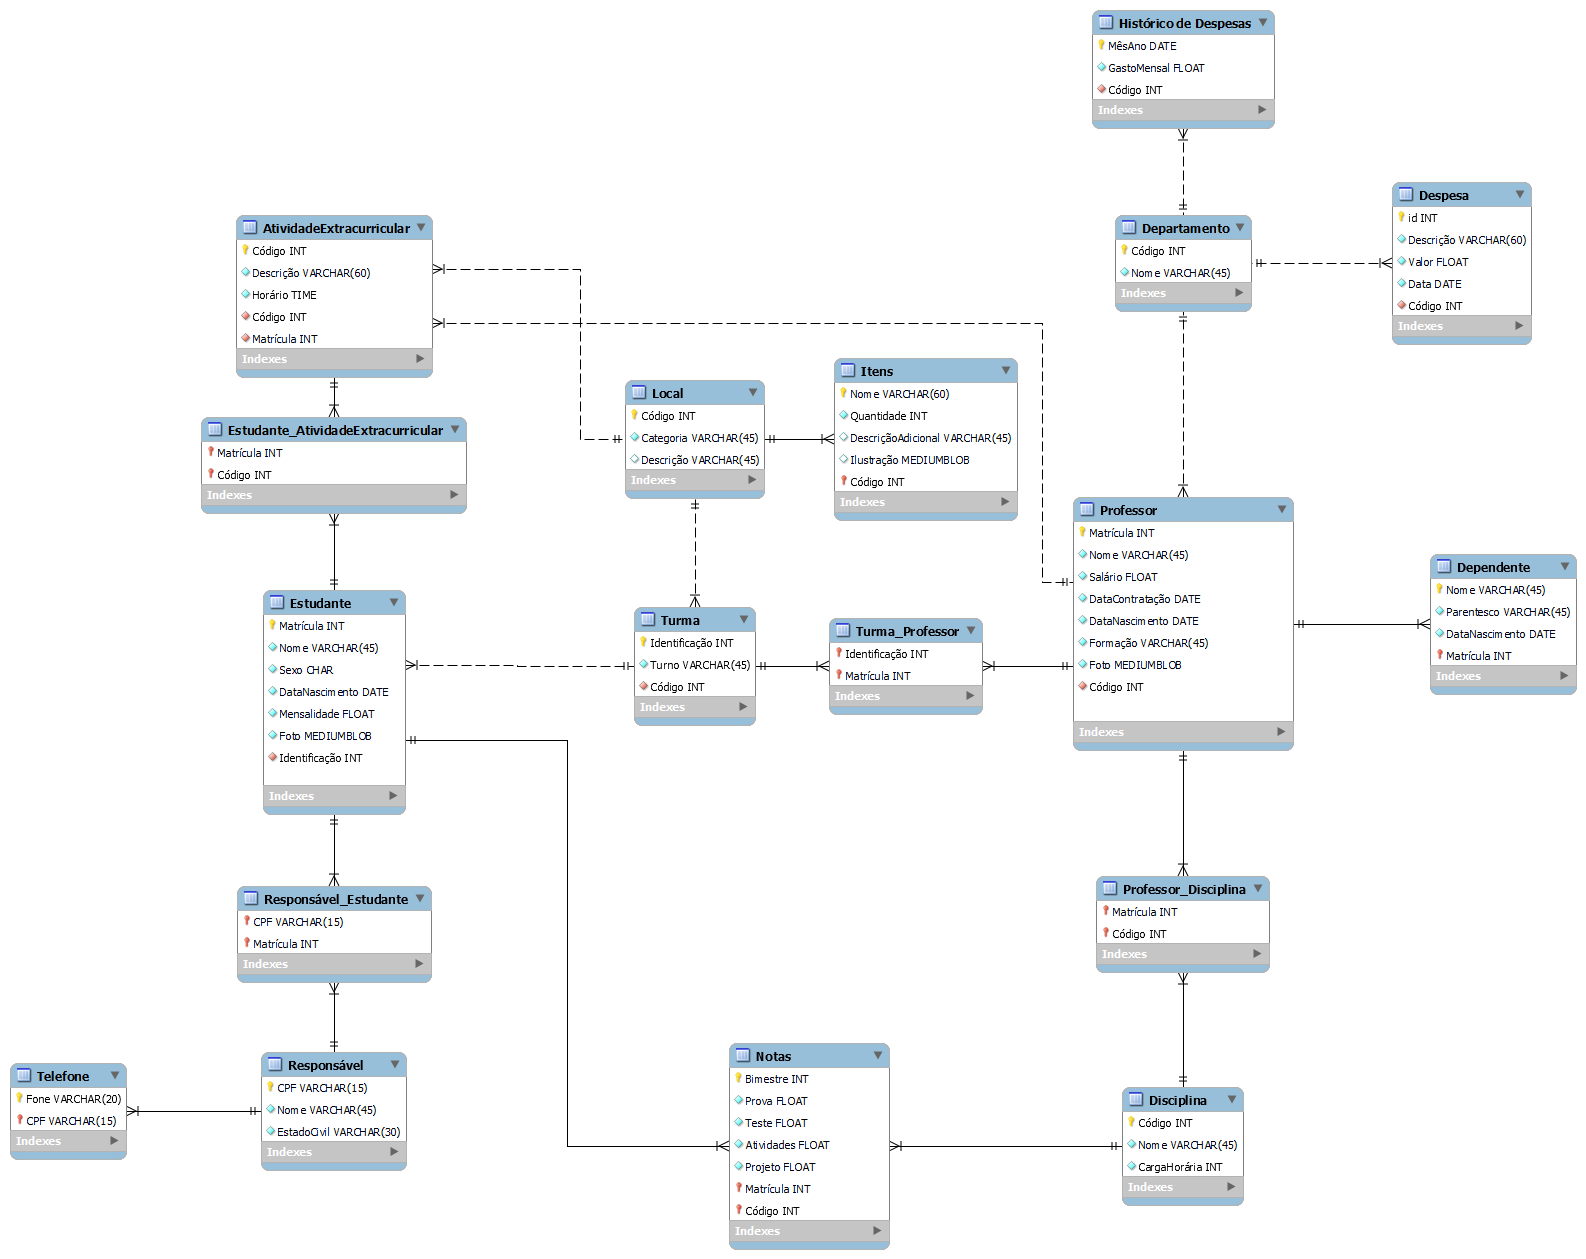 Histórico de Despesas
MêsAno DATE
GastoMensal FLOAT
Código INT
Indexes
Despesa
id INT
Descrição VARCHAR(60)
Valor FLOAT
Data DATE
Código INT
Indexes
Departamento
Código INT
Nome VARCHAR(45)
Indexes
AtividadeExtracurricular
Código INT
Descrição VARCHAR(60)
Horário TIME
Código INT
Matrícula INT
Indexes
Itens
Nome VARCHAR(60)
Quantidade INT
DescriçãoAdicional VARCHAR(45)
Ilustração MEDIUMBLOB
Código INT
Indexes
Local
Código INT
Categoria VARCHAR(45)
Descrição VARCHAR(45)
Indexes
Estudante_AtividadeExtracurricular
Matrícula INT
Código INT
Indexes
Professor
Matrícula INT
Nome VARCHAR(45)
Salário FLOAT
DataContratação DATE
DataNascimento DATE
Formação VARCHAR(45)
Foto MEDIUMBLOB
Código INT
Indexes
Dependente
Nome VARCHAR(45)
Parentesco VARCHAR(45)
DataNascimento DATE
Matrícula INT
Indexes
Estudante
Matrícula INT
Nome VARCHAR(45)
Sexo CHAR
DataNascimento DATE
Mensalidade FLOAT
Foto MEDIUMBLOB
Identificação INT
Indexes
Turma
Identificação INT
Turno VARCHAR(45)
Código INT
Indexes
Turma_Professor
Identificação INT
Matrícula INT
Indexes
Professor_Disciplina
Matrícula INT
Código INT
Indexes
Responsável_Estudante
CPF VARCHAR(15)
Matrícula INT
Indexes
Telefone
Fone VARCHAR(20)
CPF VARCHAR(15)
Indexes
Responsável
CPF VARCHAR(15)
Nome VARCHAR(45)
EstadoCivil VARCHAR(30)
Indexes
Notas
Bimestre INT
Prova FLOAT
Teste FLOAT
Atividades FLOAT
Projeto FLOAT
Matrícula INT
Código INT
Indexes
Disciplina
Código INT
Nome VARCHAR(45)
CargaHorária INT
Indexes